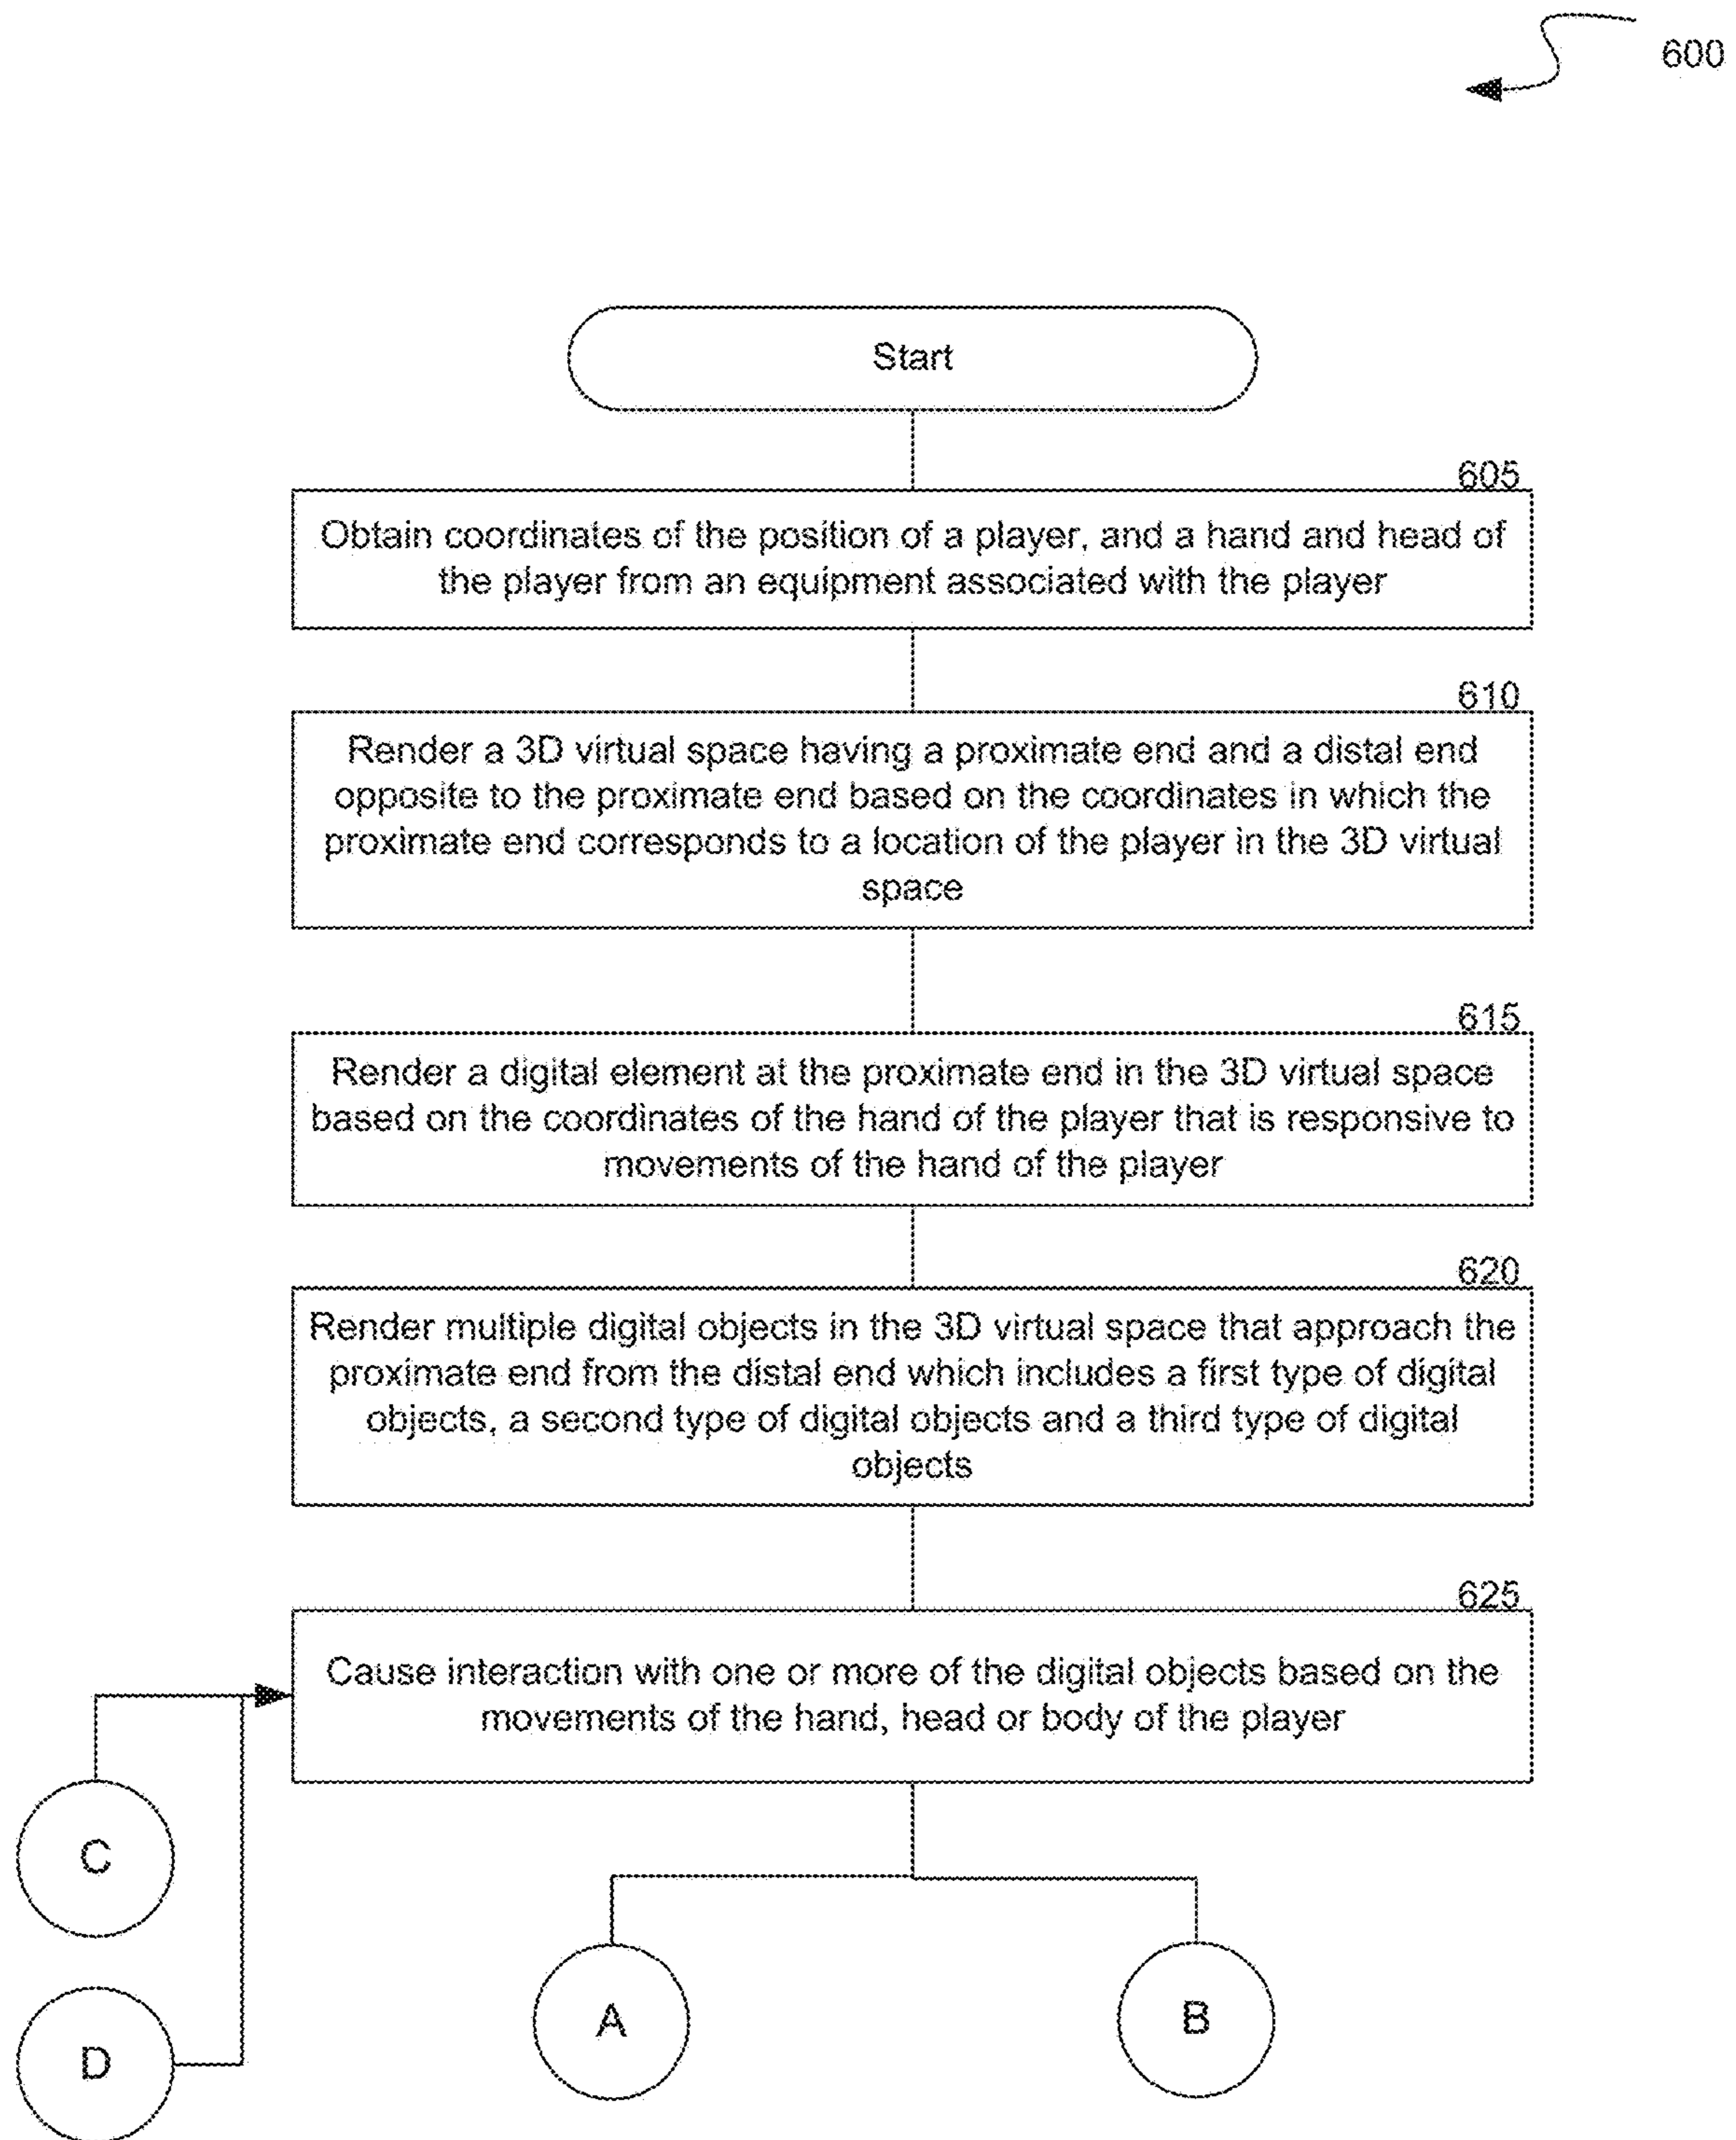 600
Start
605
Obtain coordinates of the position of a player, and a hand and head of
the player from an equipment associated with the player
610
Render a 3D virtual space having a proximate end and a distal end
opposite to the proximate end based on the coordinates in which the
proximate end corresponds to a location of the player in the 3D virtual
space
615
Render a digital element at the proximate end in the 3D virtual space
based on the coordinates of the hand of the player that is responsive to
movements of the hand of the player
620
Render multiple digital objects in the 3D virtual space that approach the
proximate end from the distal end which includes a first type of digital
objects, a second type of digital objects and a third type of digital
objects
625
Cause interaction with one or more of the digital objects based on the
movements of the hand, head or body of the player
C
A
B
D